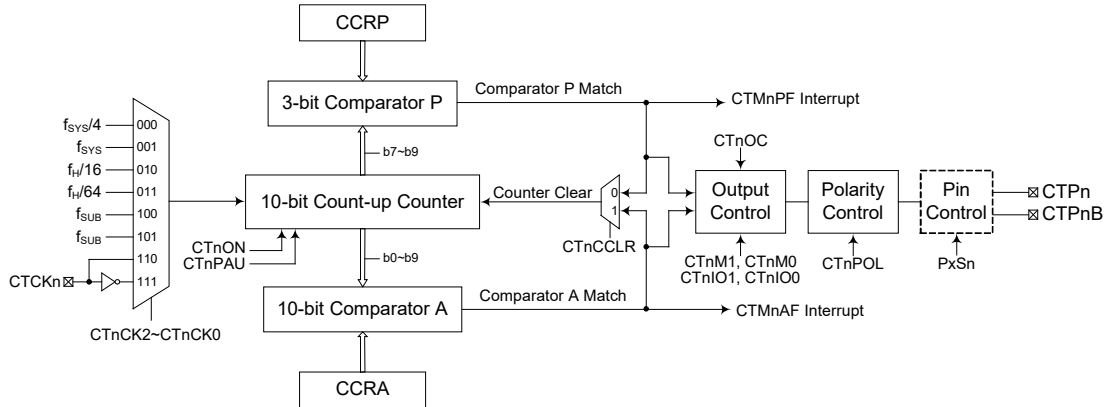 CCRP
3-bit Comparator P
Comparator P Match
CTMnPF Interrupt
b7~b9
fSYS/4
000
fSYS
001
fH/16
010
fH/64
011
fSUB
100
fSUB
101
110
CTCKn
111
CTnCK2~CTnCK0
10-bit Count-up Counter
CTnON
CTnPAU
Counter Clear
0
1
CTnCCLR
CTnOC
Output
Control
CTnM1, CTnM0
CTnIO1, CTnIO0
Polarity
Control
CTnPOL
Pin
Control
PxSn
CTPn
CTPnB
b0~b9
10-bit Comparator A
Comparator A Match
CTMnAF Interrupt
CCRA